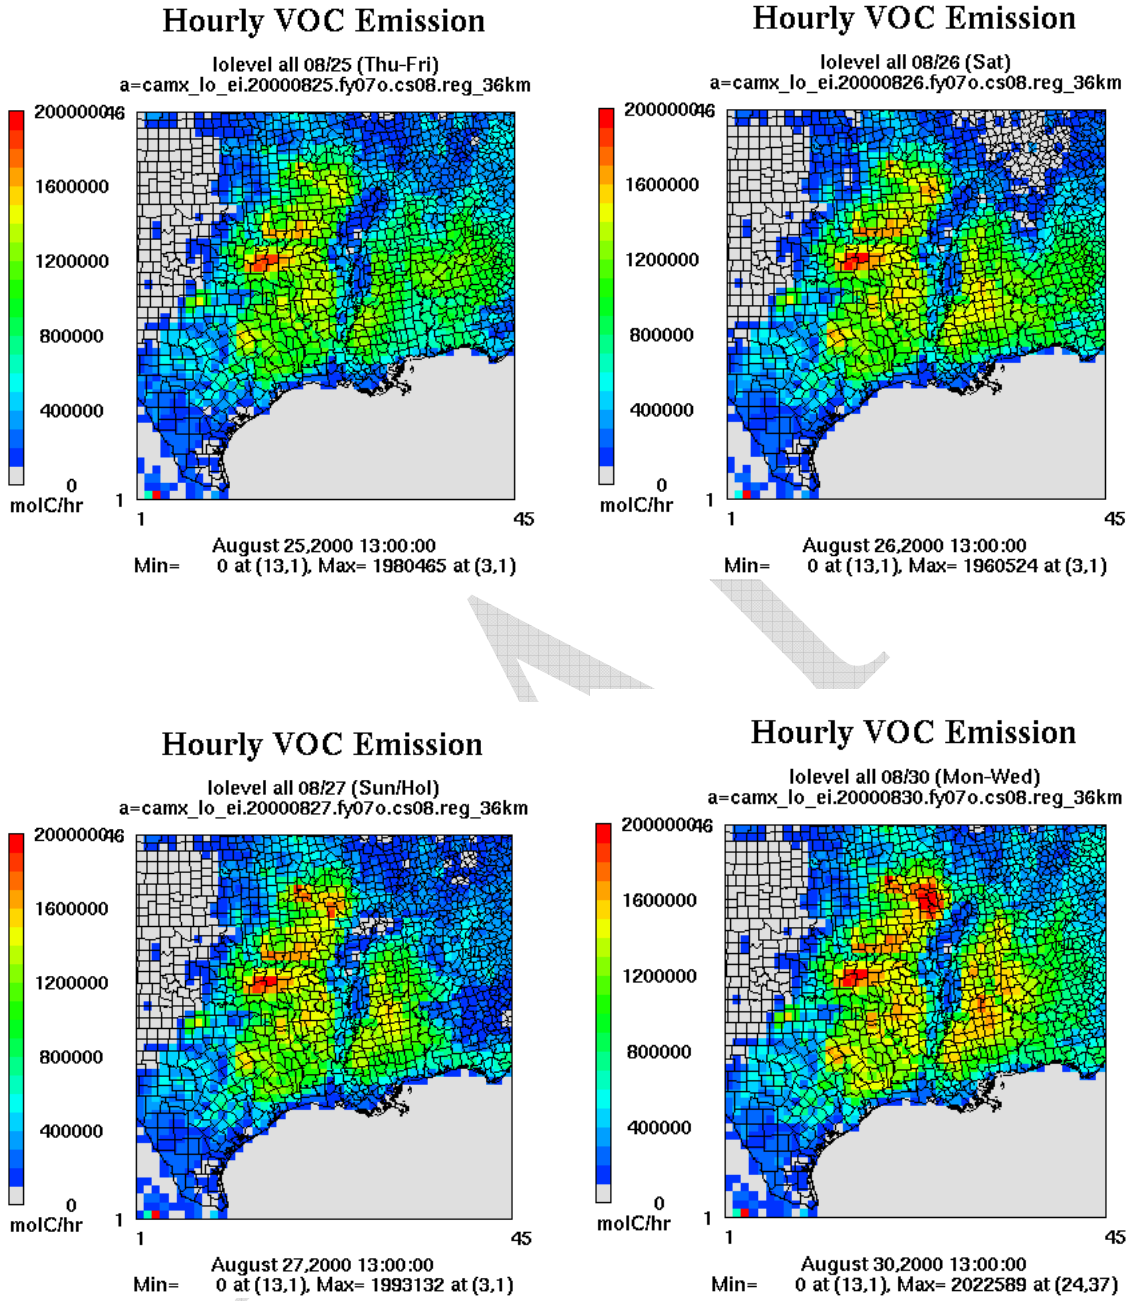 Hourly VOC Emission
lolevel all 08/25 (Thu-Fri)
a=camx_lo_ei.20000825.fy07o.cs08.reg_36km
2000000
46
1600000
1200000
800000
400000
0
molC/hr
1
1
45
August 25,2000 13:00:00
Min= 0 at (13,1), Max= 1980465 at (3,1)
Hourly VOC Emission
lolevel all 08/26 (Sat)
a=camx_lo_ei.20000826.fy07o.cs08.reg_36km
2000000
46
1600000
1200000
800000
400000
0
molC/hr
1
1
45
August 26,2000 13:00:00
Min= 0 at (13,1), Max= 1960524 at (3,1)
Hourly VOC Emission
lolevel all 08/27 (Sun/Hol)
a=camx_lo_ei.20000827.fy07o.cs08.reg_36km
2000000
46
1600000
1200000
800000
400000
0
molC/hr
1
1
45
August 27,2000 13:00:00
Min= 0 at (13,1), Max= 1993132 at (3,1)
Hourly VOC Emission
lolevel all 08/30 (Mon-Wed)
a=camx_lo_ei.20000830.fy07o.cs08.reg_36km
2000000
46
1600000
1200000
800000
400000
0
molC/hr
1
1
45
August 30,2000 13:00:00
Min= 0 at (13,1), Max= 2022589 at (24,37)